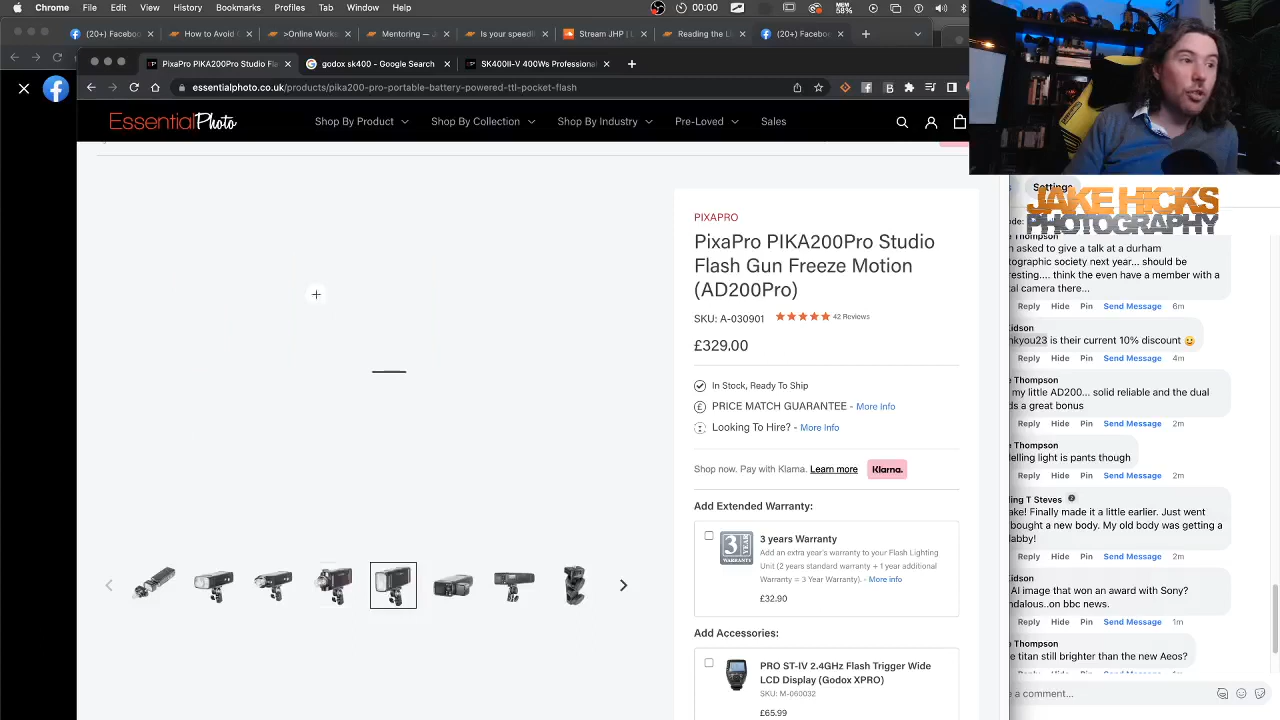 Chrome File Edit View History Bookmarks Profiles Tab Window Help
00:00
MEM 58%
(20+) Faceboo
How to Avoid
>Online Works
Mentoring —
Is your speedli
Stream JHP | L
Reading the Li
(20+) Faceboo
PixaPro PIKA200Pro Studio Fla
godox sk400 - Google Search
SK400II-V 400Ws Professional
essentialphoto.co.uk/products/pika200-pro-portable-battery-powered-ttl-pocket-flash
EssentialPhoto
Shop By Product
Shop By Collection
Shop By Industry
Pre-Loved
Sales
PIXAPRO
PixaPro PIKA200Pro Studio
Flash Gun Freeze Motion
(AD200Pro)
SKU: A-030901
42 Reviews
£329.00
In Stock, Ready To Ship
PRICE MATCH GUARANTEE - More Info
Looking To Hire? - More Info
Shop now. Pay with Klarna. Learn more Klarna.
Add Extended Warranty:
3 years Warranty
Add an extra year's warranty to your Flash Lighting
Unit (2 years standard warranty + 1 year additional
Warranty = 3 Year Warranty). - More info
£32.90
Add Accessories:
PRO ST-IV 2.4GHz Flash Trigger Wide
LCD Display (Godox XPRO)
SKU: M-060032
£65.99
Settings
JAKE HICKS
PHOTOGRAPHY
Thompson
asked to give a talk at a durham
tographic society next year... should be
resting.... think the even have a member with a
al camera there...
Reply Hide Pin Send Message 6m
idson
nkyou23 is their current 10% discount
Reply Hide Pin Send Message 4m
Thompson
my little AD200... solid reliable and the dual
ds a great bonus
Reply Hide Pin Send Message 2m
Thompson
delling light is pants though
Reply Hide Pin Send Message 2m
ing T Steves
ake! Finally made it a little earlier. Just went
bought a new body. My old body was getting a
labby!
Reply Hide Pin Send Message 2m
idson
AI image that won an award with Sony?
ndalous..on bbc news.
Reply Hide Pin Send Message 1m
Thompson
e titan still brighter than the new Aeos?
e a comment...